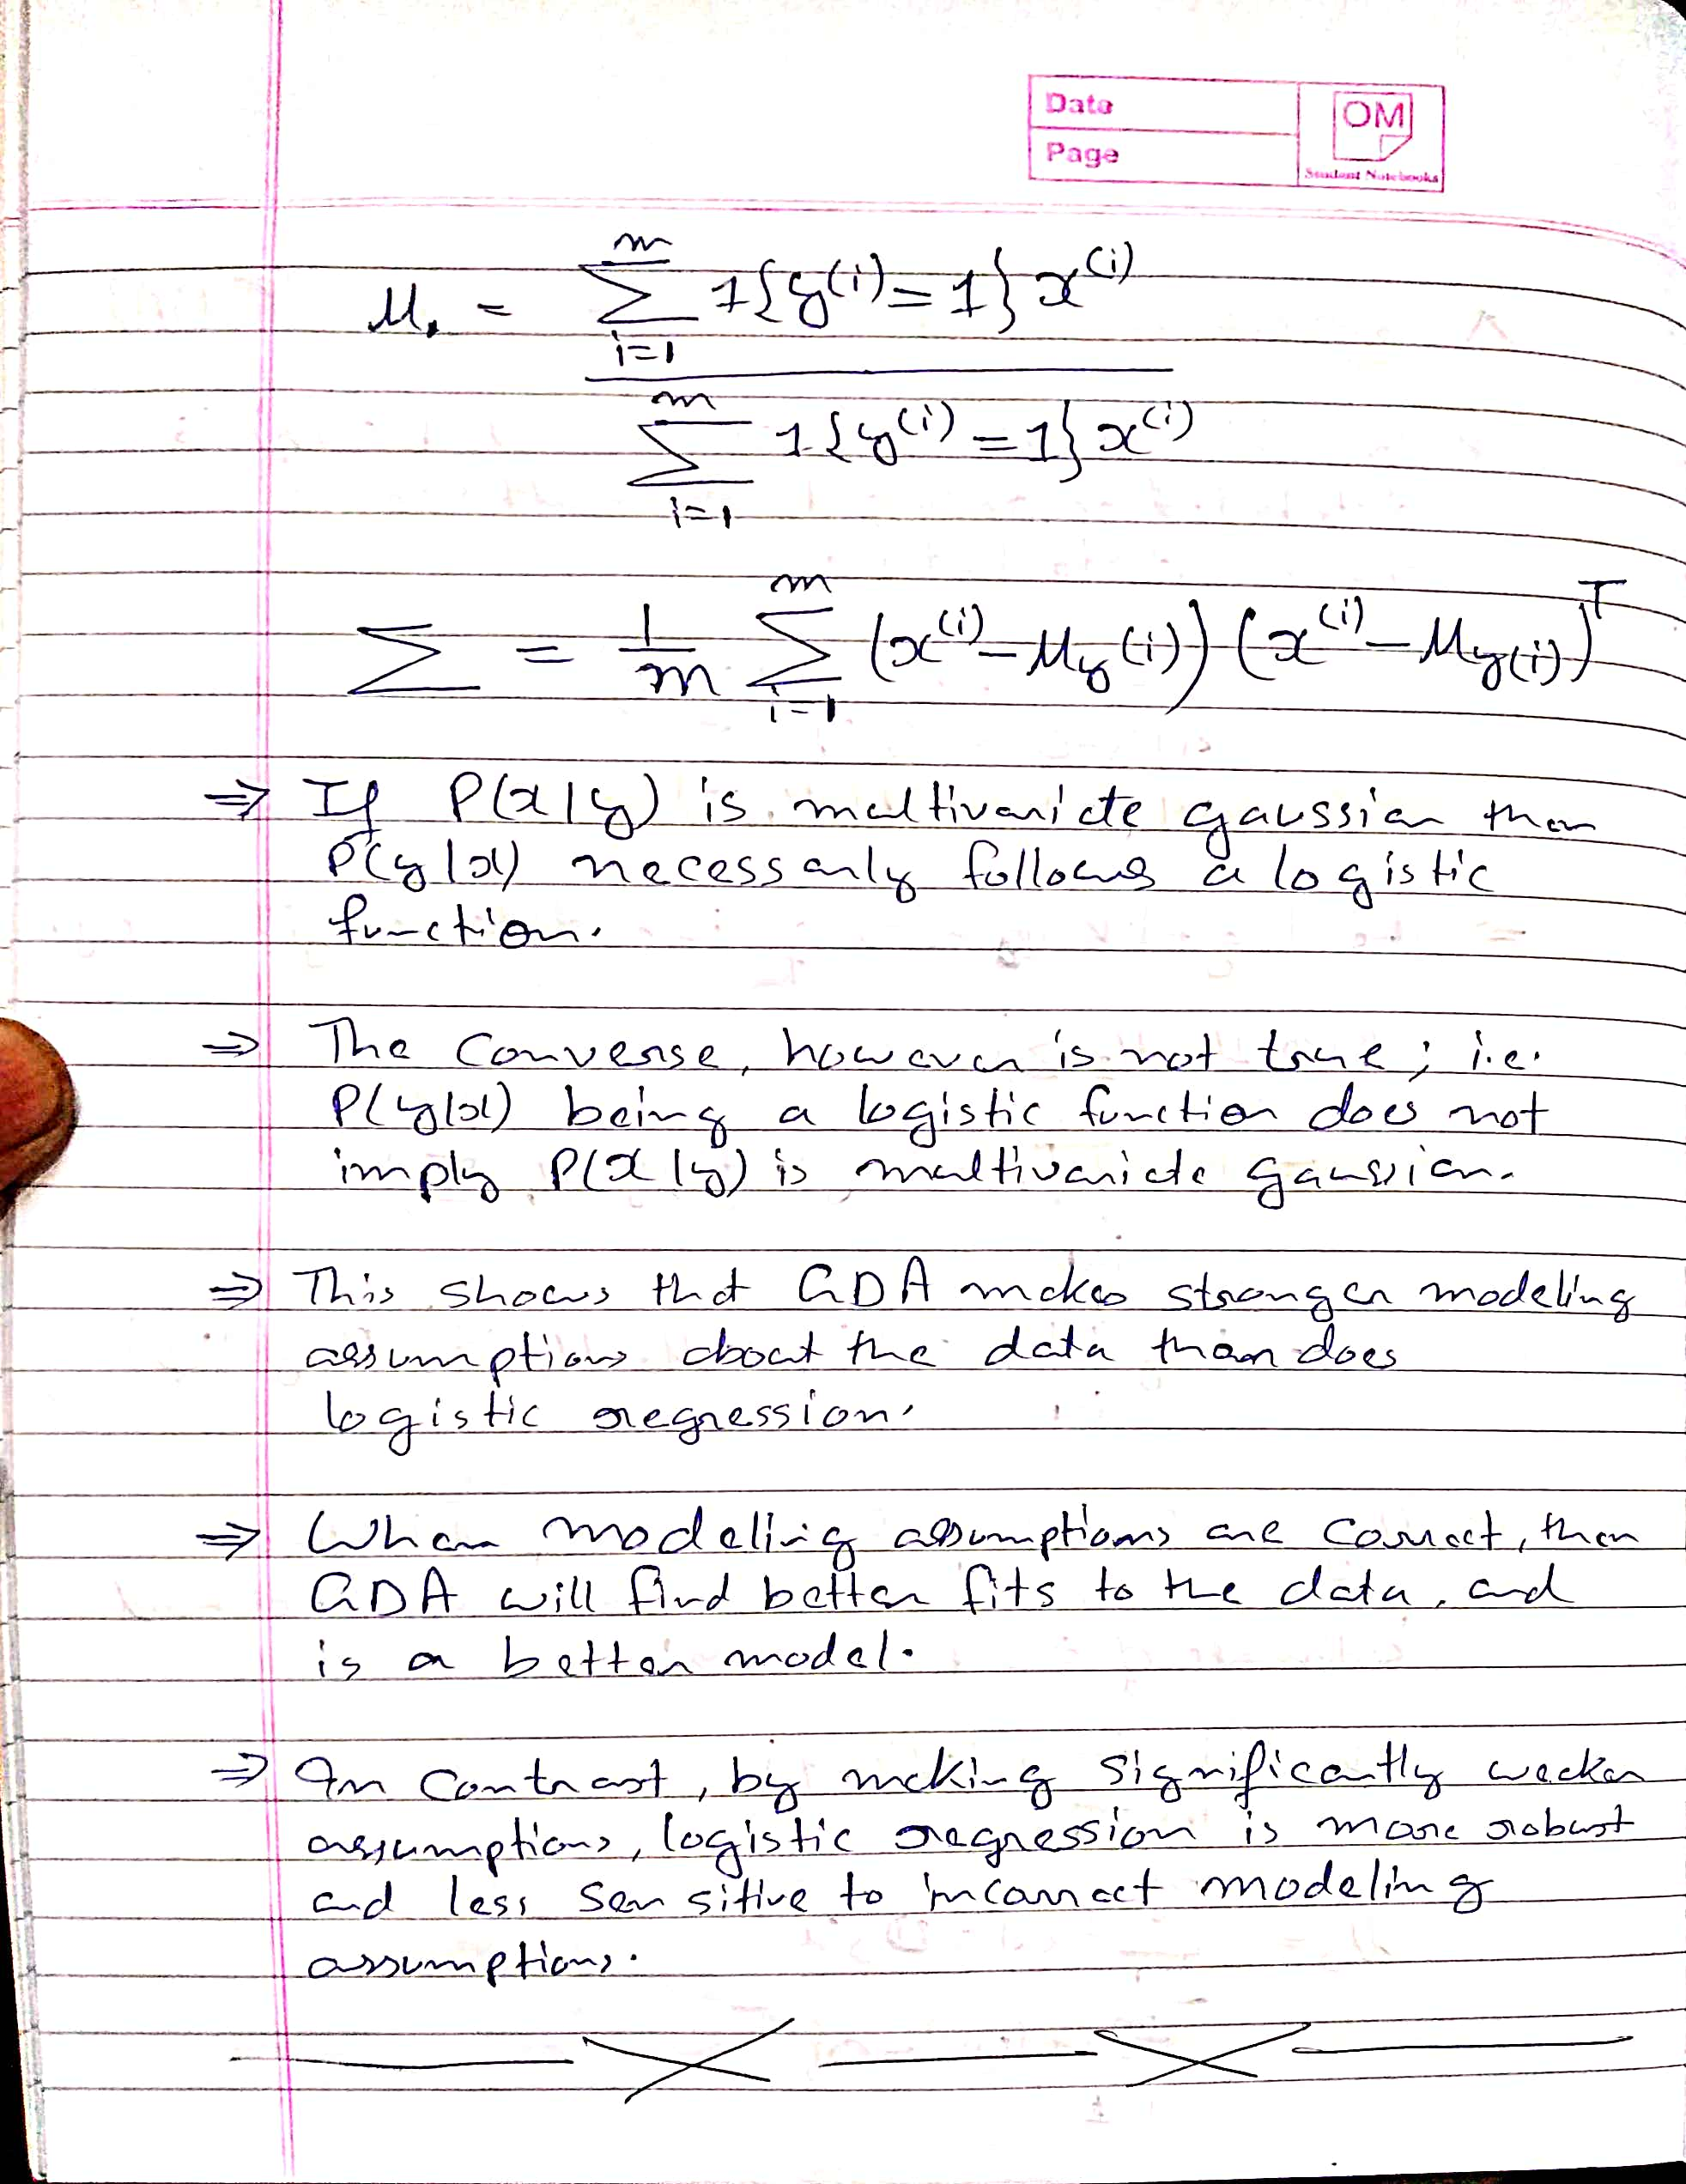 Date
OM
Page
Student Notebooks
μ₁ = \frac{\sum_{i=1}^{m} 1\{y^{(i)} = 1\} x^{(i)}}{\sum_{i=1}^{m} 1\{y^{(i)} = 1\} x^{(i)}}
Σ = \frac{1}{m} \sum_{i=1}^{m} (x^{(i)} - μ_{y^{(i)}}) (x^{(i)} - μ_{y^{(i)}})^T
⇒ If P(x|y) is multivariate gaussian then
P(y|x) necessarily follows a logistic
function.
⇒ The converse, however is not true; i.e.
P(y|x) being a logistic function does not
imply P(x|y) is multivariate gaussian.
⇒ This shows that GDA makes stronger modeling
assumptions about the data than does
logistic regression.
⇒ When modeling assumptions are correct, then
GDA will find better fits to the data, and
is a better model.
⇒ In contrast, by making significantly weaker
assumptions, logistic regression is more robust
and less sensitive to incorrect modeling
assumptions.